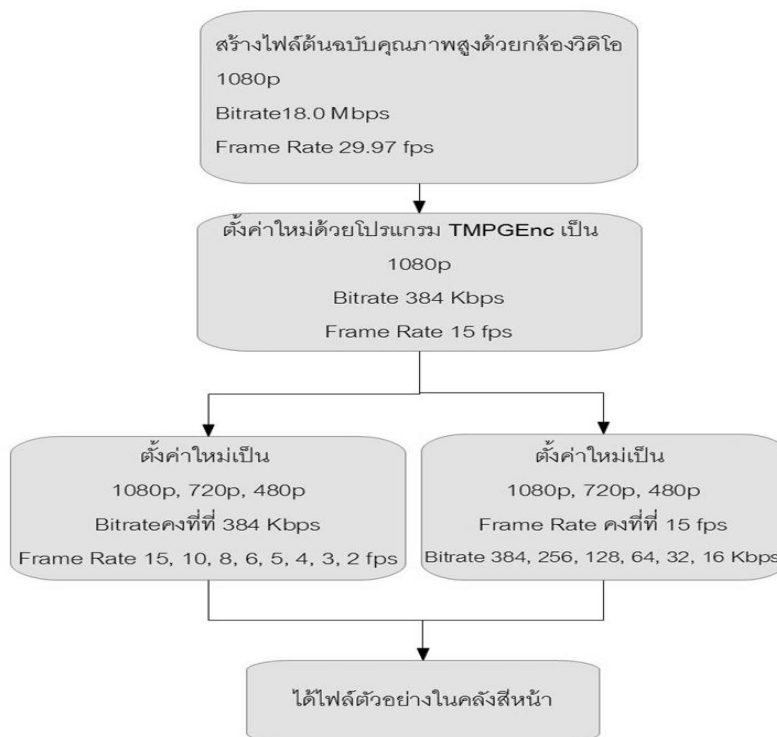 สร้างไฟล์ต้นฉบับคุณภาพสูงด้วยกล้องวิดิโอ
1080p
Bitrate18.0 Mbps
Frame Rate 29.97 fps
ตั้งค่าใหม่ด้วยโปรแกรม TMPGEnc เป็น
1080p
Bitrate 384 Kbps
Frame Rate 15 fps
ตั้งค่าใหม่เป็น
1080p, 720p, 480p
Bitrateคงที่ที่ 384 Kbps
Frame Rate 15, 10, 8, 6, 5, 4, 3, 2 fps
ตั้งค่าใหม่เป็น
1080p, 720p, 480p
Frame Rate คงที่ที่ 15 fps
Bitrate 384, 256, 128, 64, 32, 16 Kbps
ได้ไฟล์ตัวอย่างในคลังสีหน้า